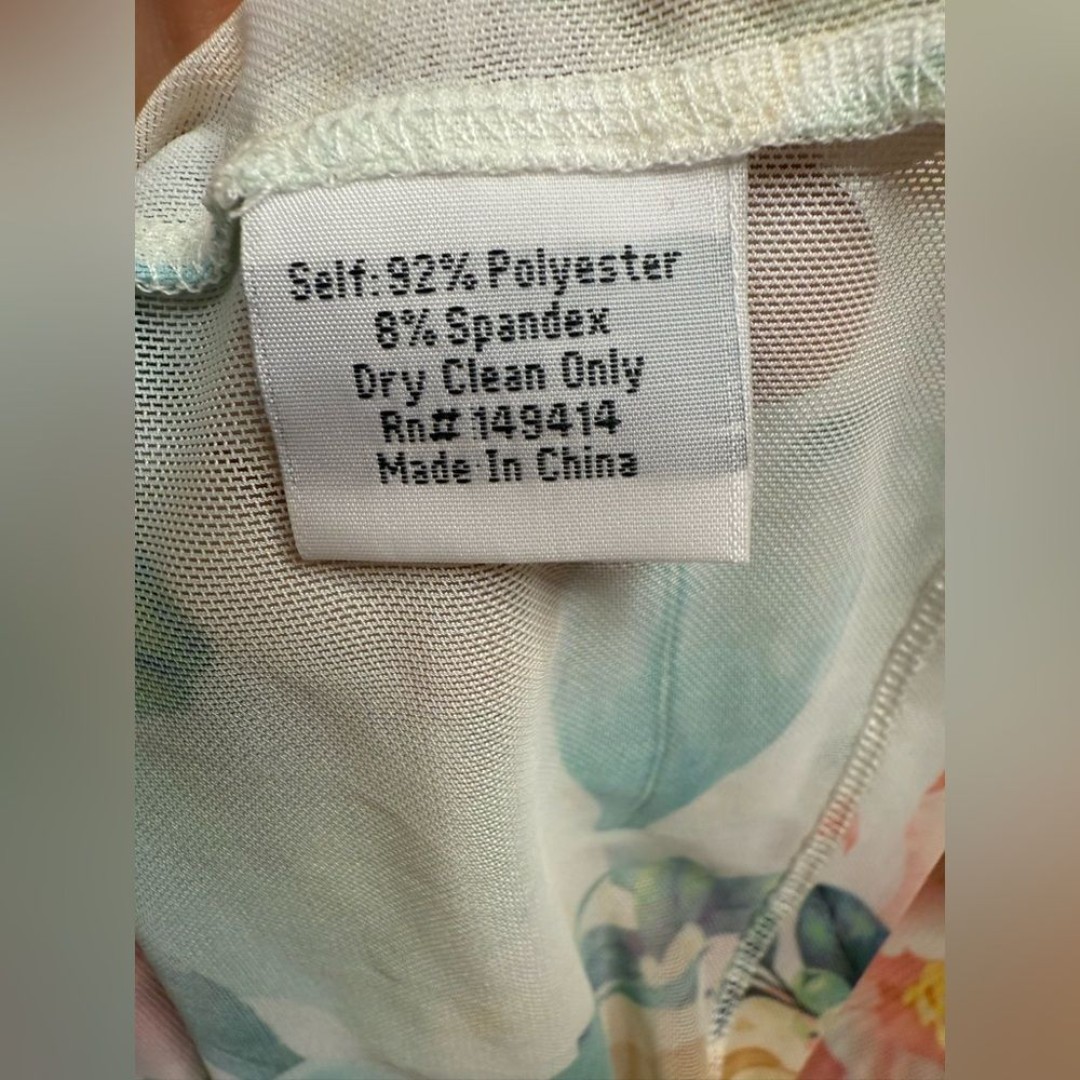 Self: 92% Polyester
8% Spandex
Dry Clean Only
Rn# 149414
Made In China